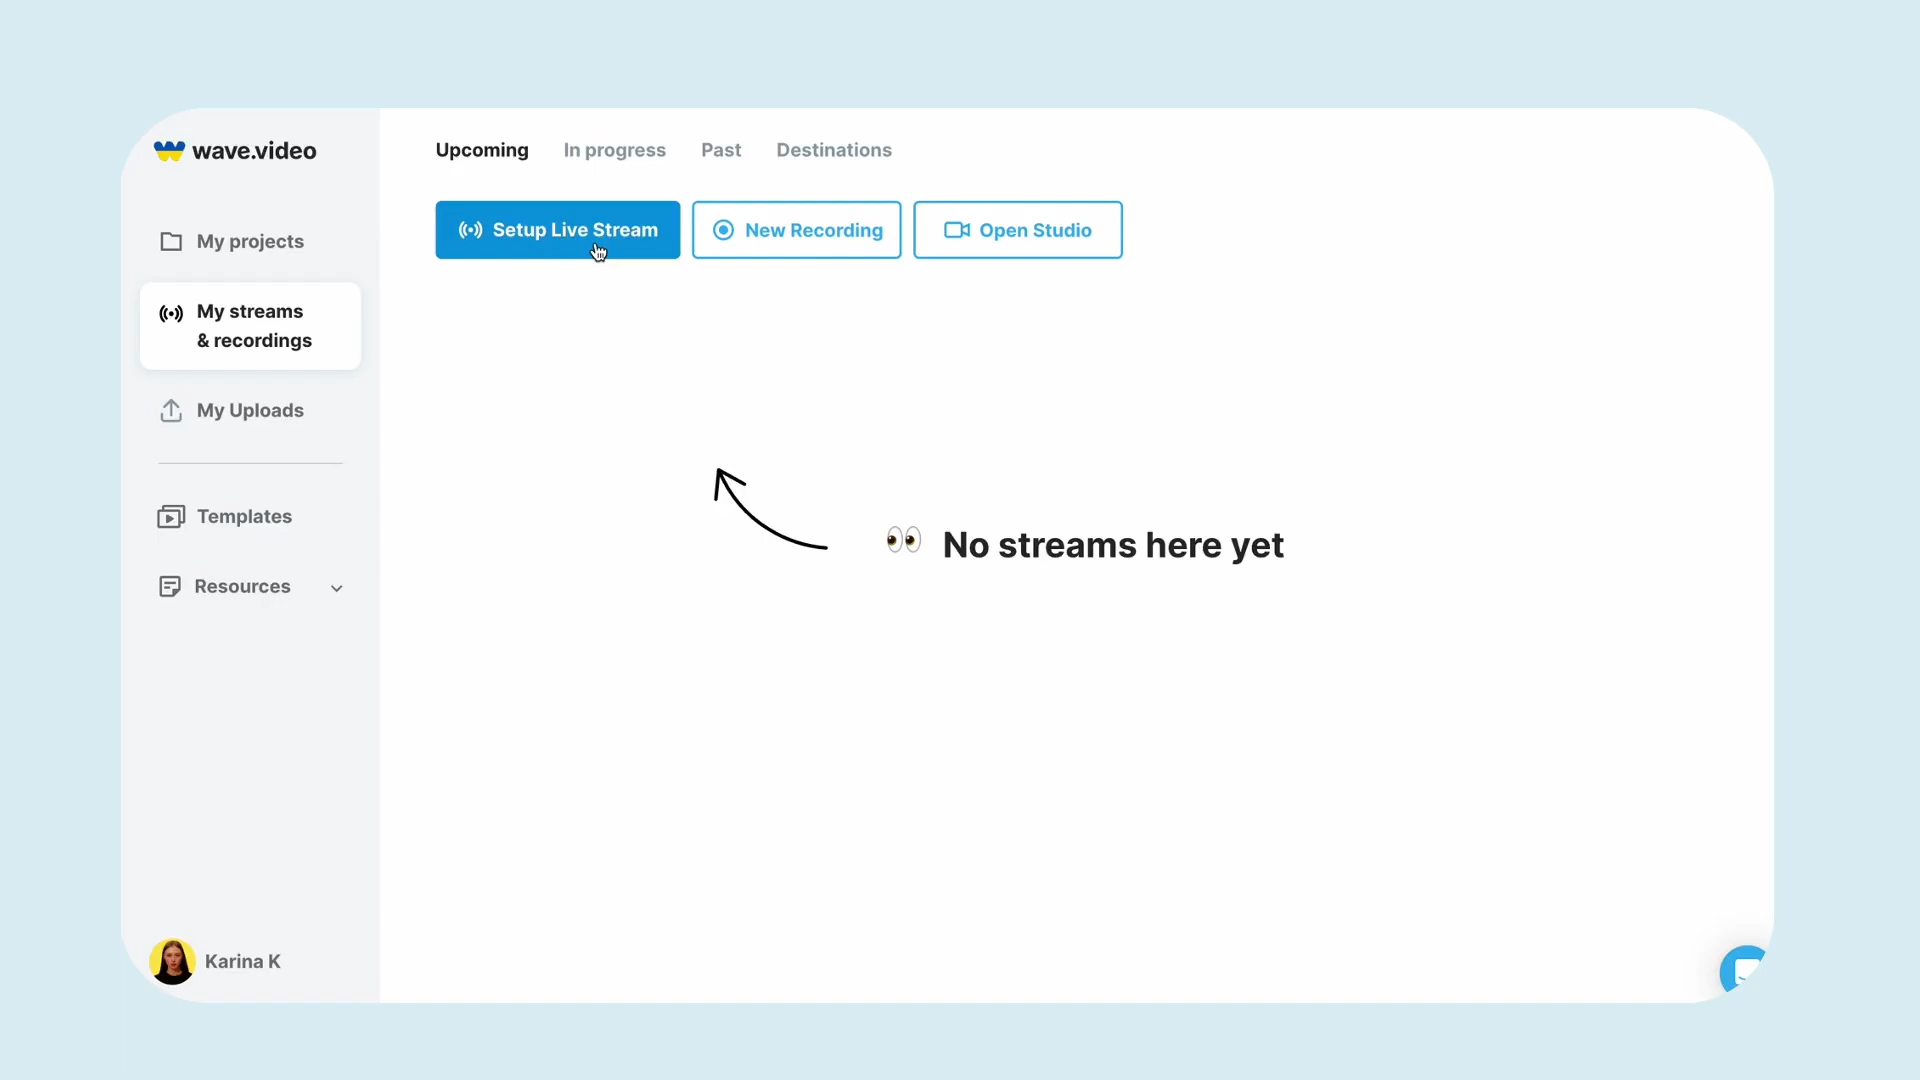 wave.video
My projects
My streams
& recordings
My Uploads
Templates
Resources
Karina K
Upcoming
In progress
Past
Destinations
Setup Live Stream
New Recording
Open Studio
No streams here yet